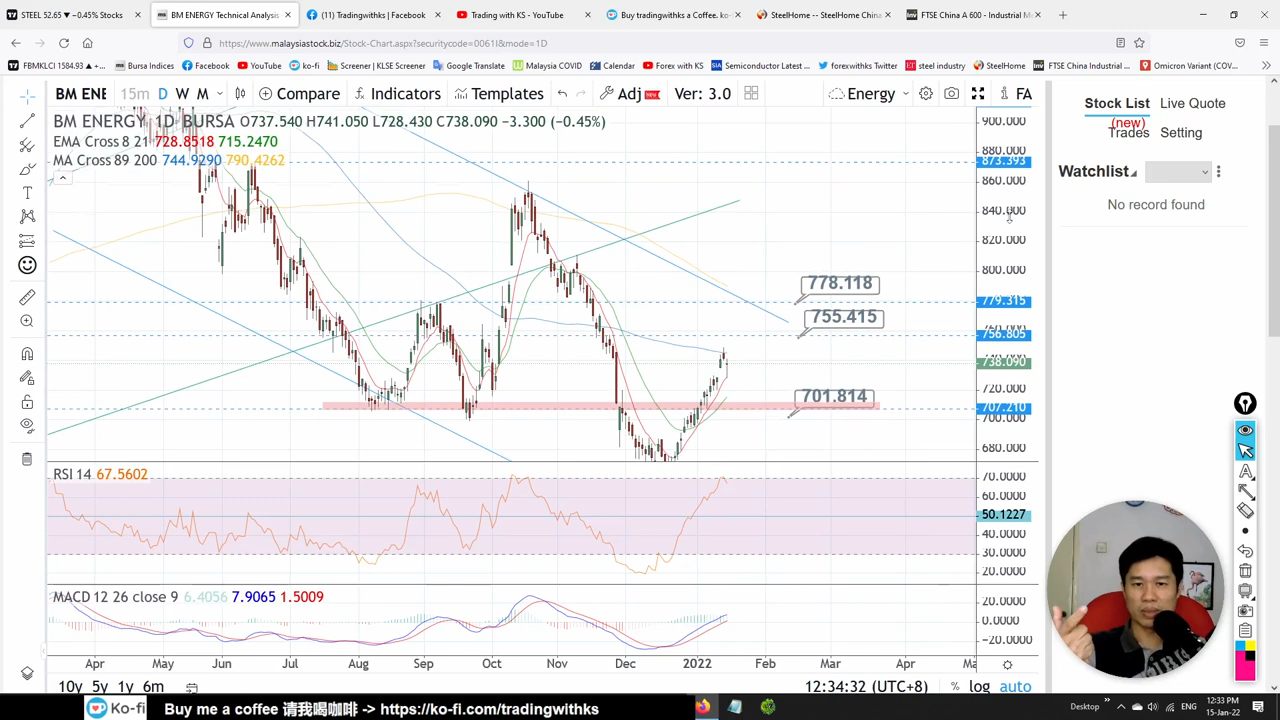 STEEL 52.65 ▼ −0.45% Stocks
BM ENERGY Technical Analysis
Tradingwithks | Facebook
Trading with KS - YouTube
Buy tradingwithks a Coffee. ko-fi
SteelHome -- SteelHome China
FTSE China A 600 - Industrial Me
https://www.malaysiastock.biz/Stock-Chart.aspx?securitycode=0061I&mode=1D
FBMKLCI 1584.93 ▲ +...
Bursa Indices
Facebook
YouTube
ko-fi
Screener | KLSE Screener
Google Translate
Malaysia COVID
Calendar
Forex with KS
Semiconductor Latest ...
forexwithks Twitter
steel industry
SteelHome
FTSE China Industrial ...
Omicron Variant (COV...
BM ENE
15m D W M
Compare
Indicators
Templates
Adj new
Ver: 3.0
Energy
FA
BM ENERGY 1D BURSA O737.540 H741.050 L728.430 C738.090 −3.300 (−0.45%)
EMA Cross 8 21 728.8518 715.2470
MA Cross 89 200 744.9290 790.4262
900.000
880.000
873.393
860.000
840.000
820.000
800.000
779.315
778.118
755.415
756.805
738.090
720.000
701.814
707.210
700.000
680.000
RSI 14 67.5602
70.0000
60.0000
50.1227
40.0000
30.0000
20.0000
MACD 12 26 close 9 6.4056 7.9065 1.5009
20.0000
0.0000
−20.0000
Apr May Jun Jul Aug Sep Oct Nov Dec 2022 Feb Mar Apr Ma
10y 5y 1y 6m
12:34:32 (UTC+8) % log auto
Stock List
(new)
Live Quote
Trades
Setting
Watchlist
No record found
Ko-fi
Buy me a coffee 请我喝咖啡 -> https://ko-fi.com/tradingwithks
Desktop
ENG
12:33 PM
15-Jan-22